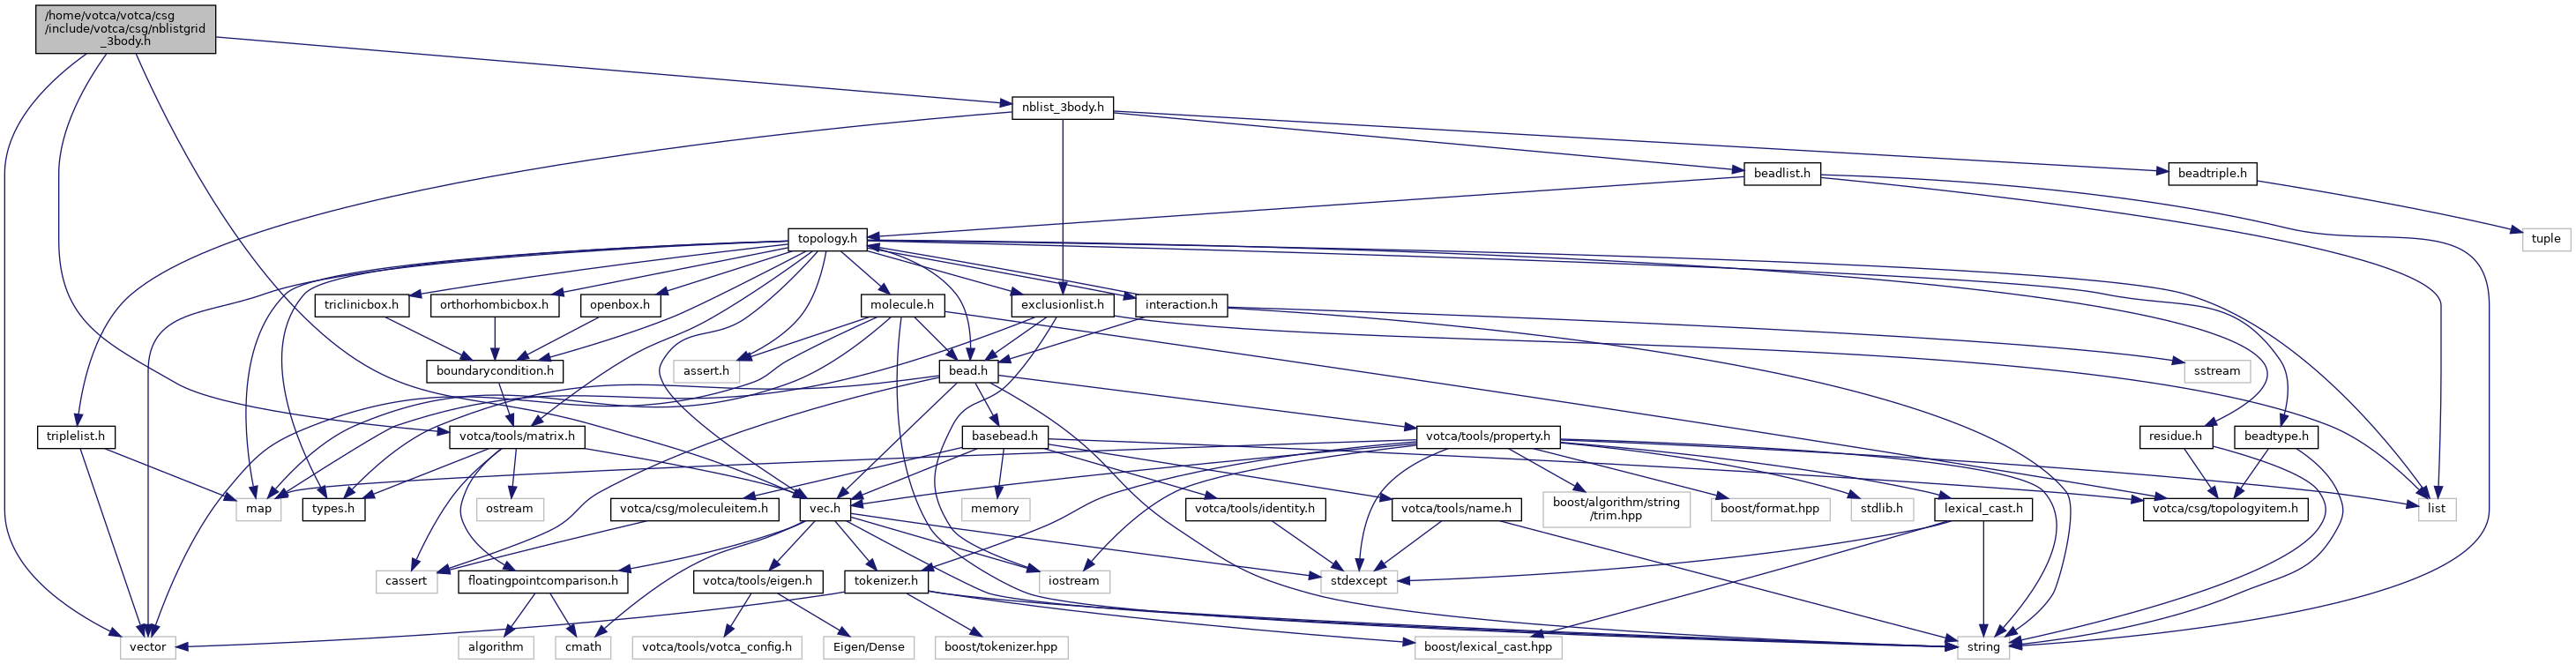 /home/votca/votca/csg
/include/votca/csg/nblistgrid
_3body.h
nblist_3body.h
beadlist.h
beadtriple.h
topology.h
tuple
triclinicbox.h
orthorhombicbox.h
openbox.h
molecule.h
exclusionlist.h
interaction.h
boundarycondition.h
assert.h
bead.h
sstream
triplelist.h
votca/tools/matrix.h
basebead.h
votca/tools/property.h
residue.h
beadtype.h
map
types.h
ostream
votca/csg/moleculeitem.h
vec.h
memory
votca/tools/identity.h
votca/tools/name.h
boost/algorithm/string
/trim.hpp
boost/format.hpp
stdlib.h
lexical_cast.h
votca/csg/topologyitem.h
list
cassert
floatingpointcomparison.h
votca/tools/eigen.h
tokenizer.h
iostream
stdexcept
vector
algorithm
cmath
votca/tools/votca_config.h
Eigen/Dense
boost/tokenizer.hpp
boost/lexical_cast.hpp
string